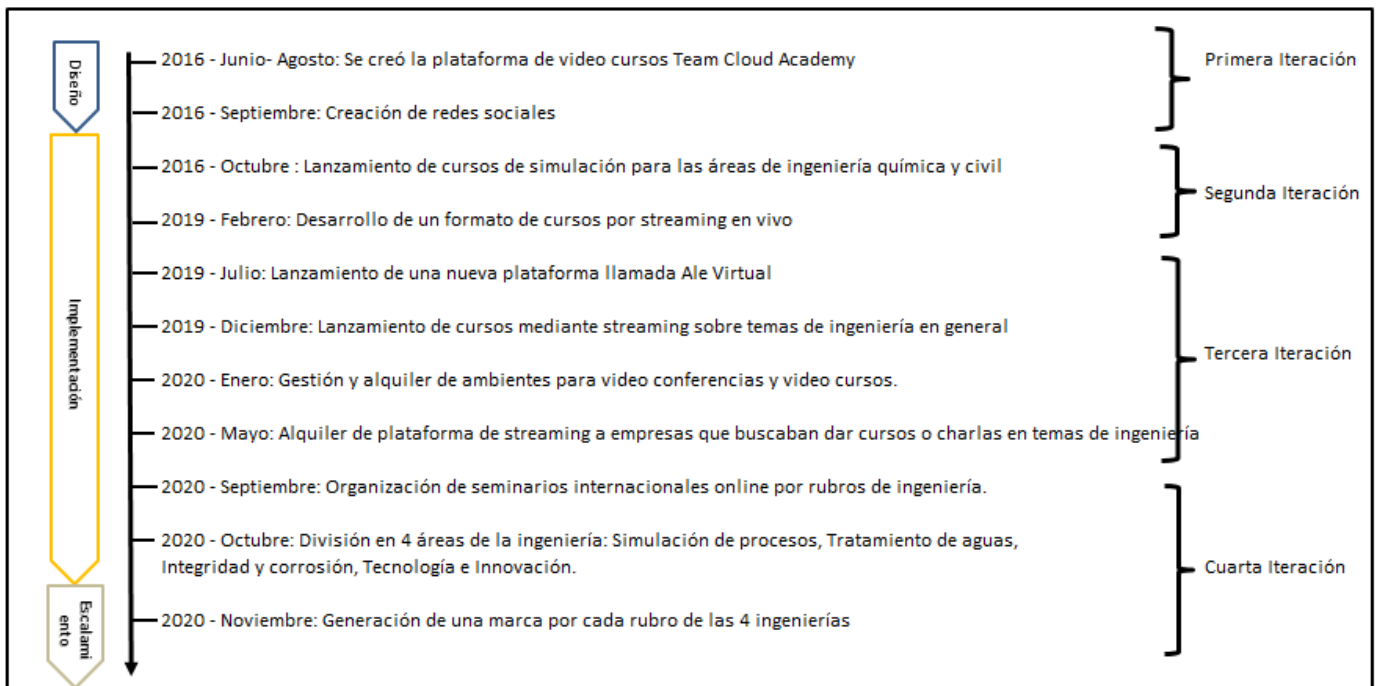 Diseño
2016 - Junio- Agosto: Se creó la plataforma de video cursos Team Cloud Academy
Primera Iteración
2016 - Septiembre: Creación de redes sociales
2016 - Octubre : Lanzamiento de cursos de simulación para las áreas de ingeniería química y civil
Segunda Iteración
2019 - Febrero: Desarrollo de un formato de cursos por streaming en vivo
2019 - Julio: Lanzamiento de una nueva plataforma llamada Ale Virtual
Implementación
2019 - Diciembre: Lanzamiento de cursos mediante streaming sobre temas de ingeniería en general
Tercera Iteración
2020 - Enero: Gestión y alquiler de ambientes para video conferencias y video cursos.
2020 - Mayo: Alquiler de plataforma de streaming a empresas que buscaban dar cursos o charlas en temas de ingeniería
2020 - Septiembre: Organización de seminarios internacionales online por rubros de ingeniería.
2020 - Octubre: División en 4 áreas de la ingeniería: Simulación de procesos, Tratamiento de aguas,
Integridad y corrosión, Tecnología e Innovación.
Cuarta Iteración
Escalami
ento
2020 - Noviembre: Generación de una marca por cada rubro de las 4 ingenierías